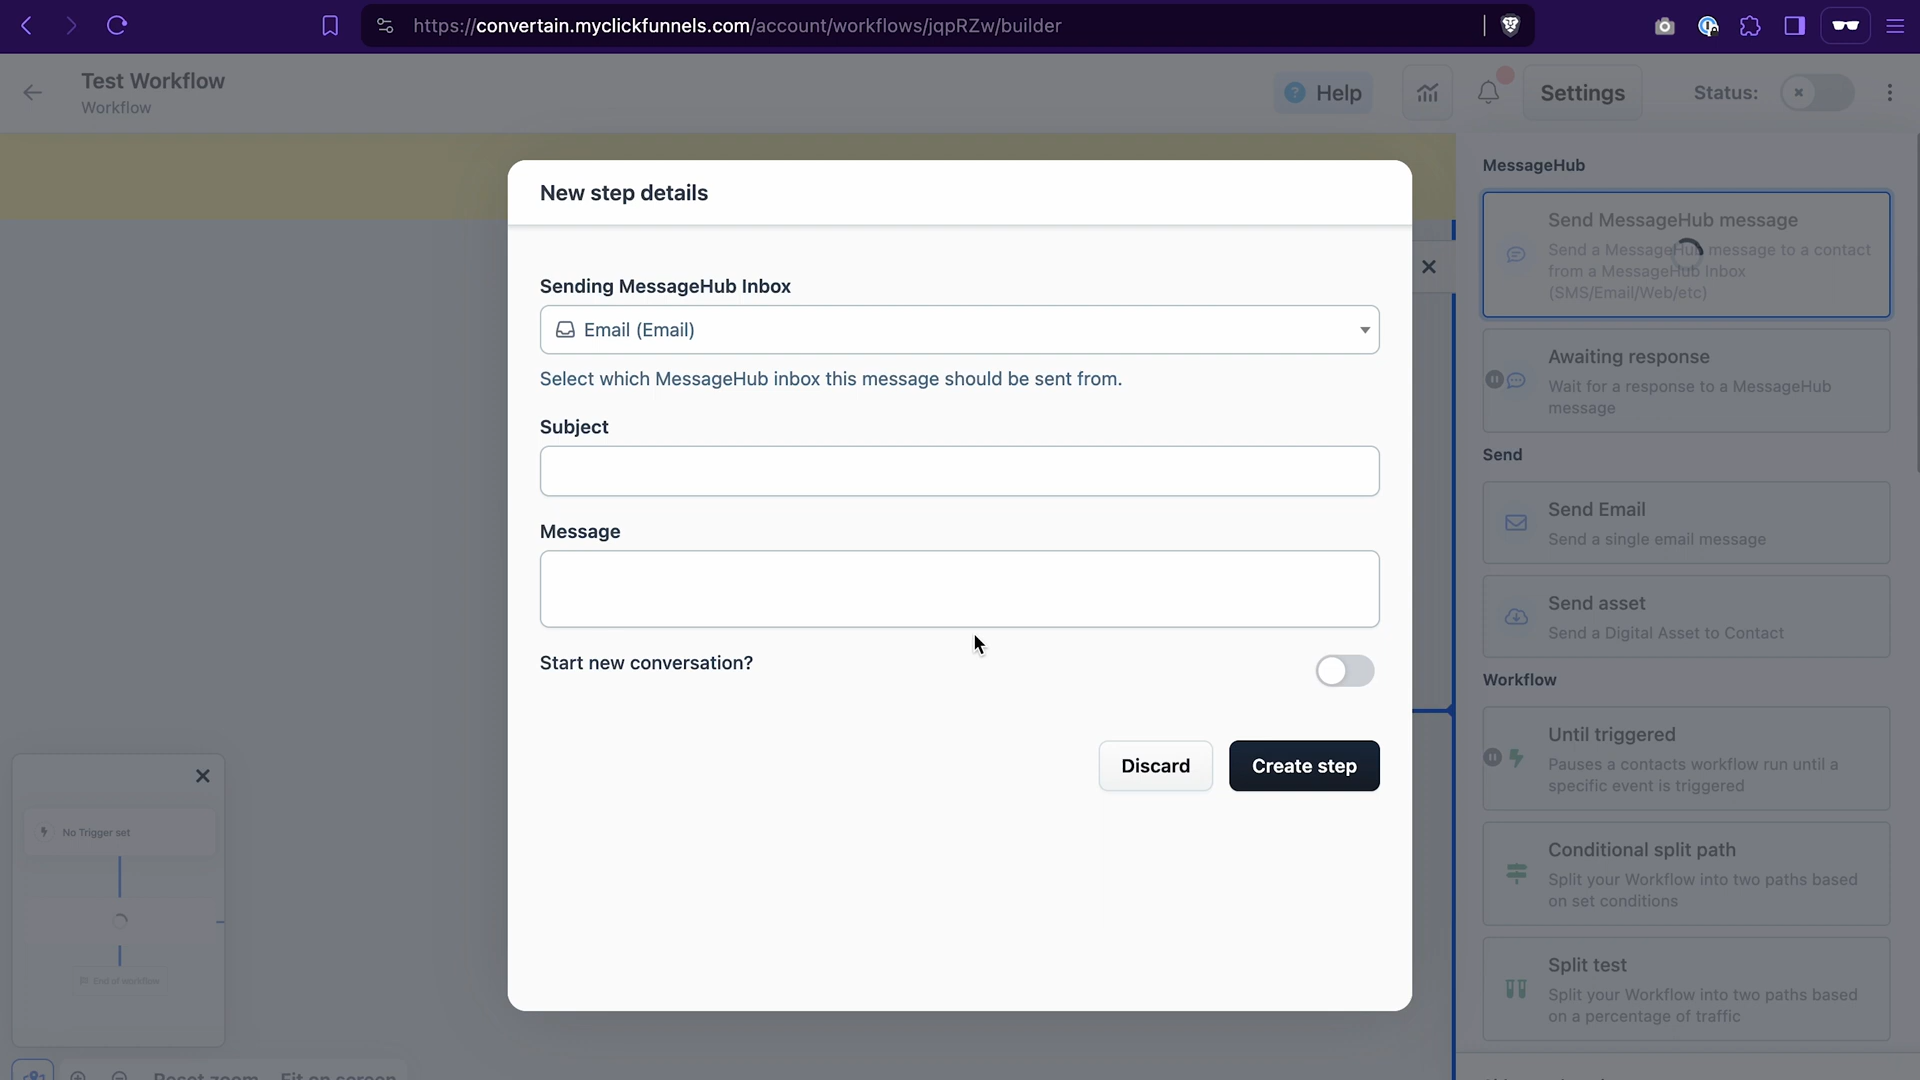 https://convertain.myclickfunnels.com/account/workflows/jqpRZw/builder
Test Workflow
Workflow
Help
Settings
Status:
New step details
Sending MessageHub Inbox
Email (Email)
Select which MessageHub inbox this message should be sent from.
Subject
Message
Start new conversation?
Discard
Create step
MessageHub
Send MessageHub message
Send a MessageHub message to a contact
from a MessageHub Inbox
(SMS/Email/Web/etc)
Awaiting response
Wait for a response to a MessageHub
message
Send
Send Email
Send a single email message
Send asset
Send a Digital Asset to Contact
Workflow
Until triggered
Pauses a contacts workflow run until a
specific event is triggered
Conditional split path
Split your Workflow into two paths based
on set conditions
Split test
Split your Workflow into two paths based
on a percentage of traffic
No Trigger set
End of workflow
Reset zoom
Fit on screen